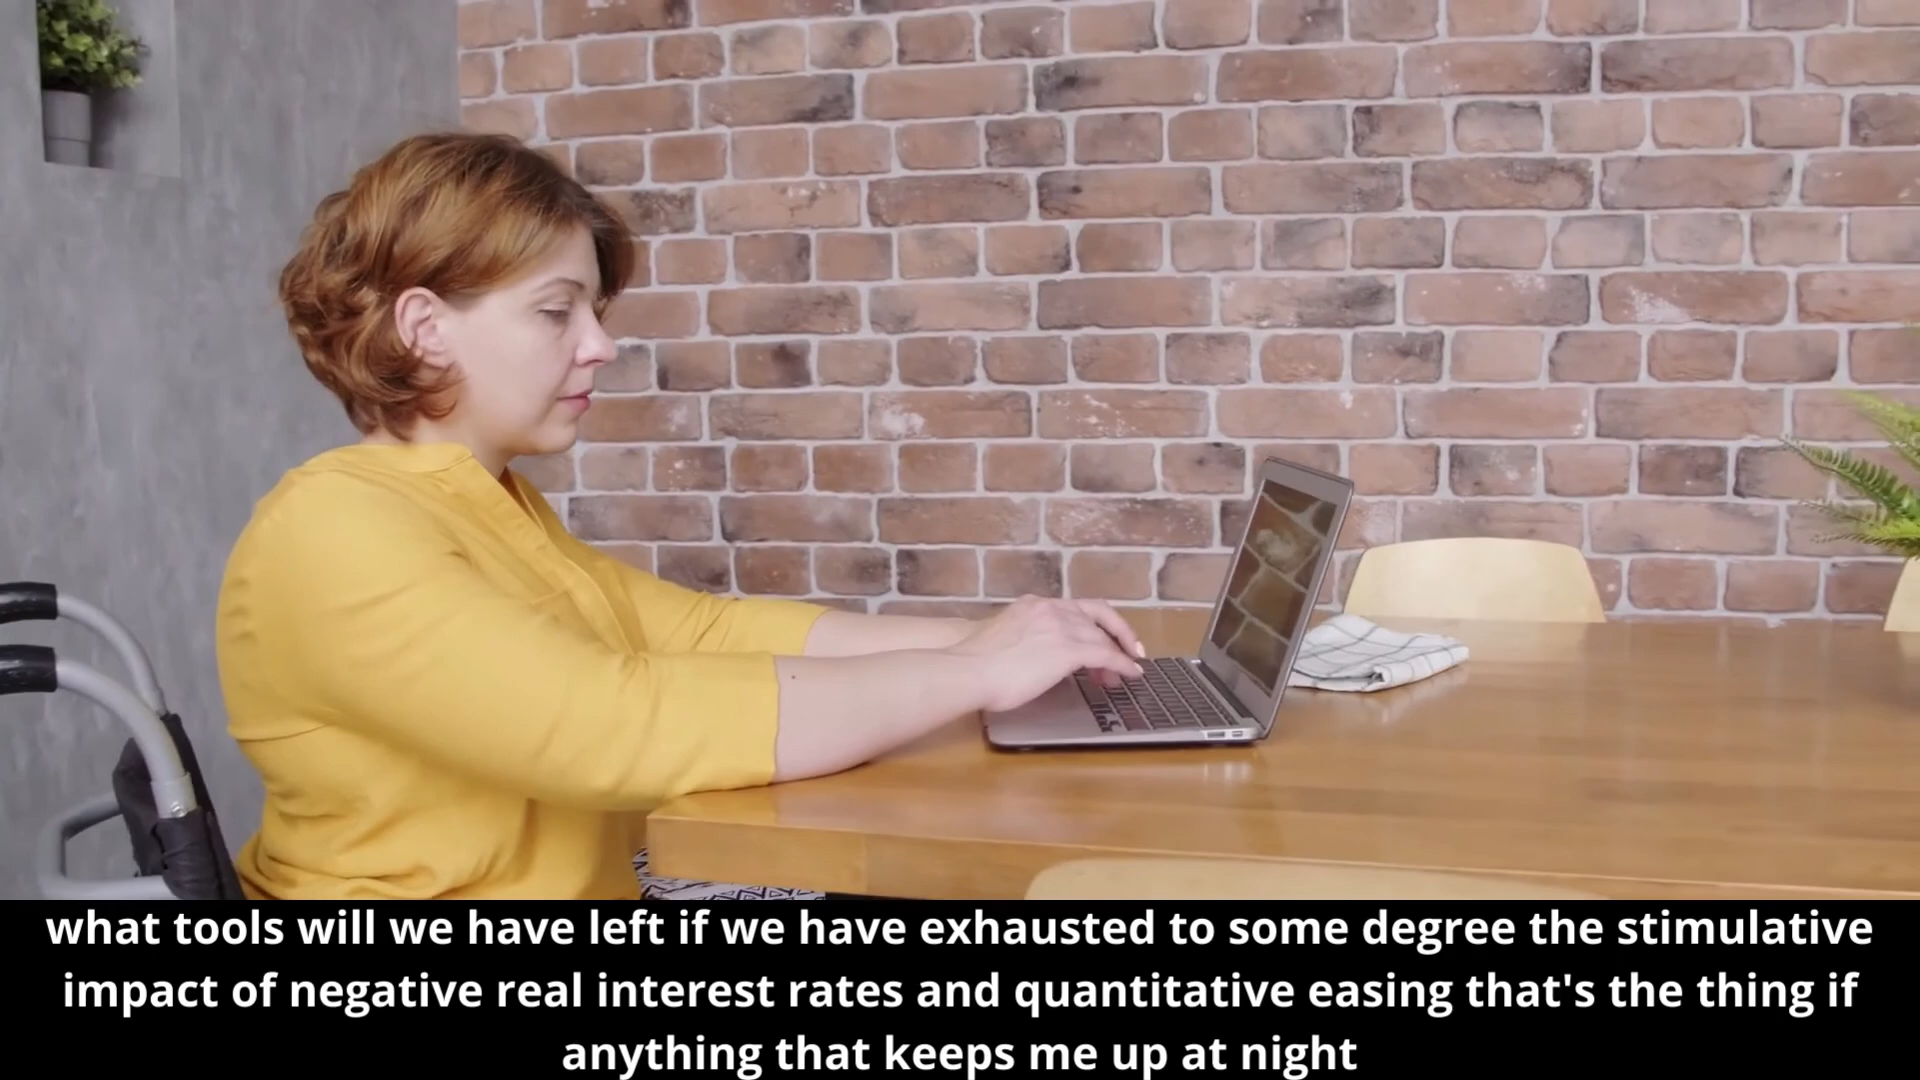 what tools will we have left if we have exhausted to some degree the stimulative
impact of negative real interest rates and quantitative easing that's the thing if
anything that keeps me up at night